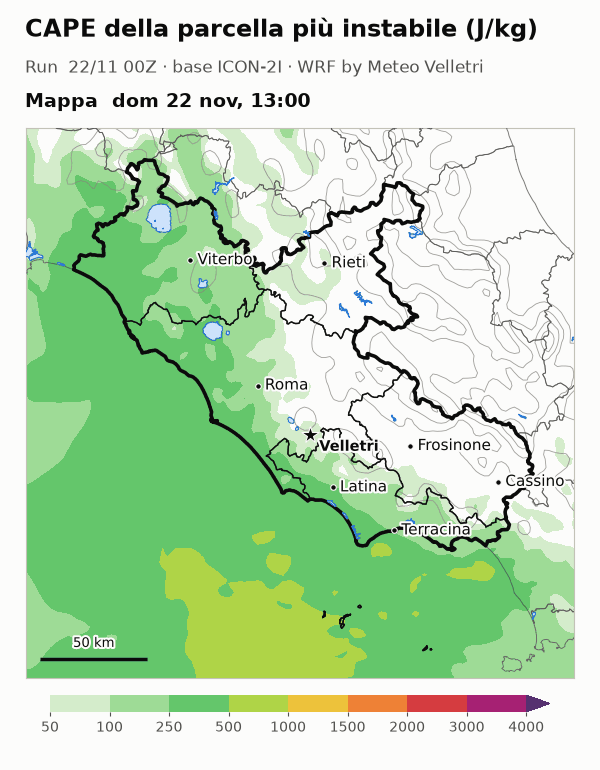 CAPE della parcella più instabile (J/kg)
Run 22/11 00Z · base ICON-2I · WRF by Meteo Velletri
Mappa dom 22 nov, 13:00
Viterbo
Rieti
Roma
Velletri
Frosinone
Latina
Cassino
Terracina
50 km
50 100 250 500 1000 1500 2000 3000 4000